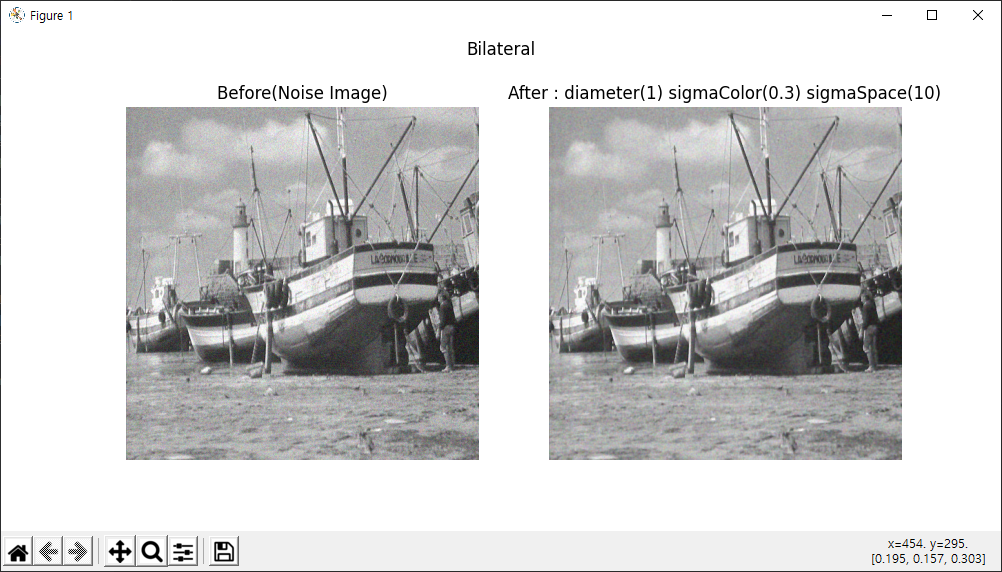 Figure 1
Bilateral
Before(Noise Image)
After : diameter(1) sigmaColor(0.3) sigmaSpace(10)
x=454. y=295.
[0.195, 0.157, 0.303]